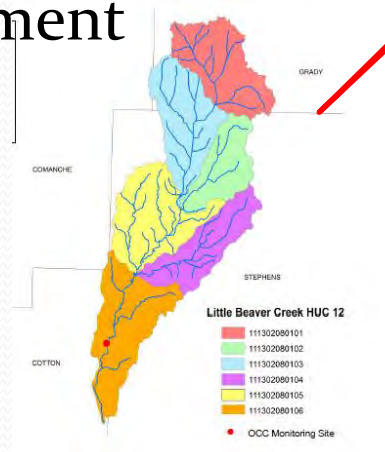 ment
GRADY
COMANCHE
STEPHENS
Little Beaver Creek HUC 12
111302080101
111302080102
111302080103
111302080104
111302080105
111302080106
OCC Monitoring Site
COTTON